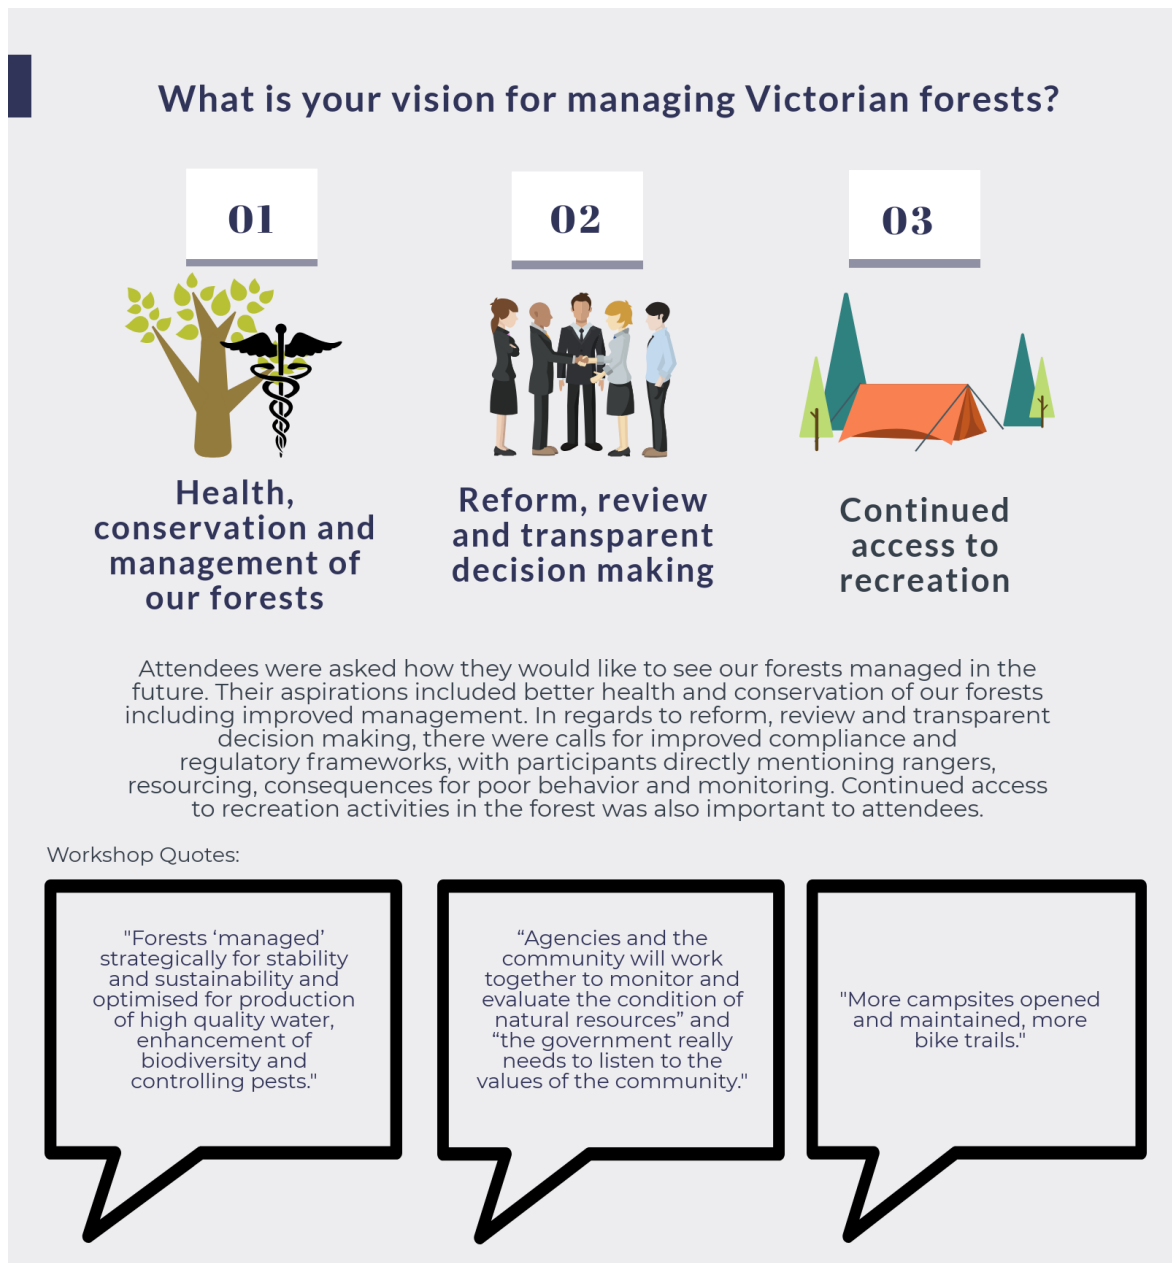 What is your vision for managing Victorian forests?
01
02
03
Health,
conservation and
management of
our forests
Reform, review
and transparent
decision making
Continued
access to
recreation
Attendees were asked how they would like to see our forests managed in the
future. Their aspirations included better health and conservation of our forests
including improved management. In regards to reform, review and transparent
decision making, there were calls for improved compliance and
regulatory frameworks, with participants directly mentioning rangers,
resourcing, consequences for poor behavior and monitoring. Continued access
to recreation activities in the forest was also important to attendees.
Workshop Quotes:
"Forests ‘managed’
strategically for stability
and sustainability and
optimised for production
of high quality water,
enhancement of
biodiversity and
controlling pests."
“Agencies and the
community will work
together to monitor and
evaluate the condition of
natural resources” and
“the government really
needs to listen to the
values of the community."
"More campsites opened
and maintained, more
bike trails."